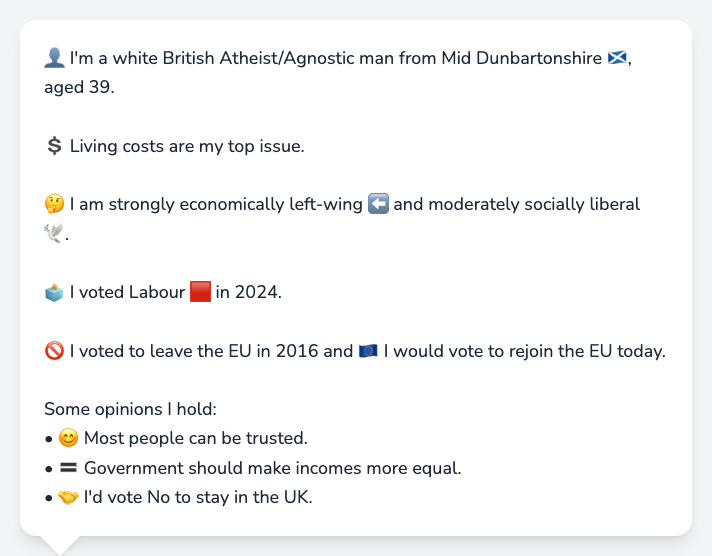 👤 I'm a white British Atheist/Agnostic man from Mid Dunbartonshire 🏴󠁧󠁢󠁳󠁣󠁴󠁿,
aged 39.
💲 Living costs are my top issue.
🤔 I am strongly economically left-wing ⬅️ and moderately socially liberal
🕊️.
🗳️ I voted Labour 🟥 in 2024.
🚫 I voted to leave the EU in 2016 and 🇪🇺 I would vote to rejoin the EU today.
Some opinions I hold:
• 😊 Most people can be trusted.
• 🟰 Government should make incomes more equal.
• 🤝 I'd vote No to stay in the UK.